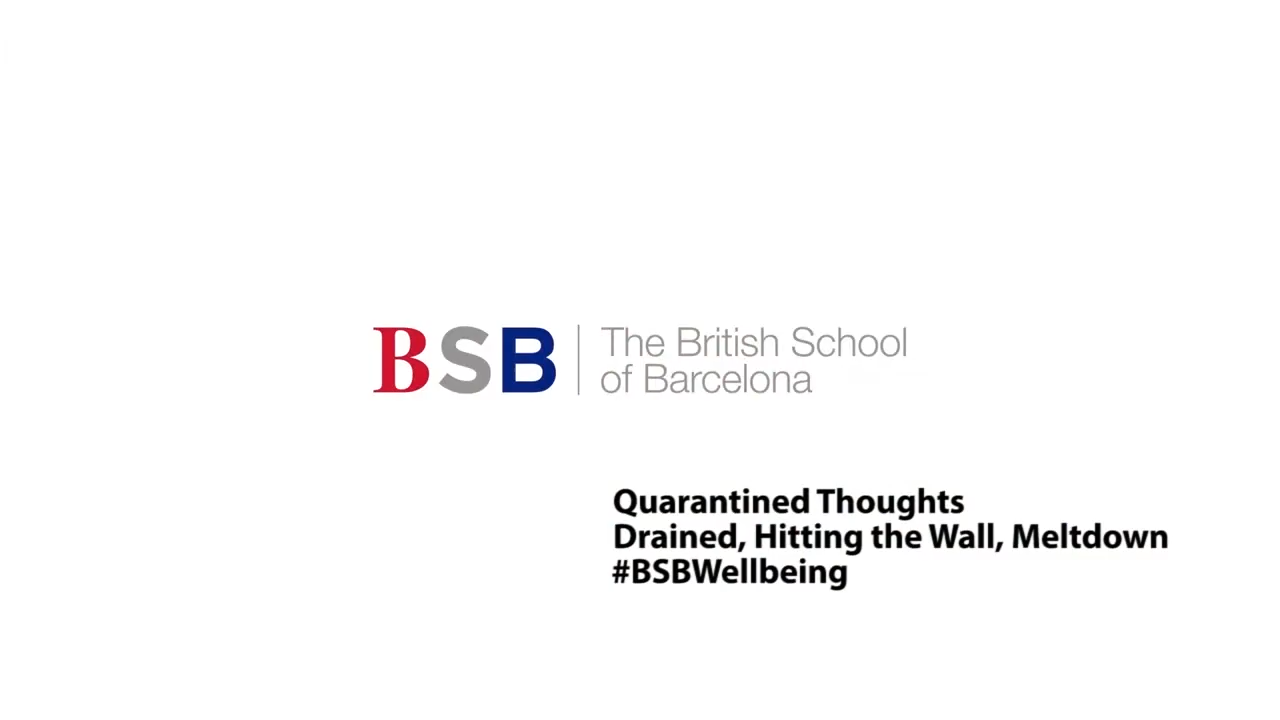 BSB
The British School
of Barcelona
Quarantined Thoughts
Drained, Hitting the Wall, Meltdown
#BSBWellbeing